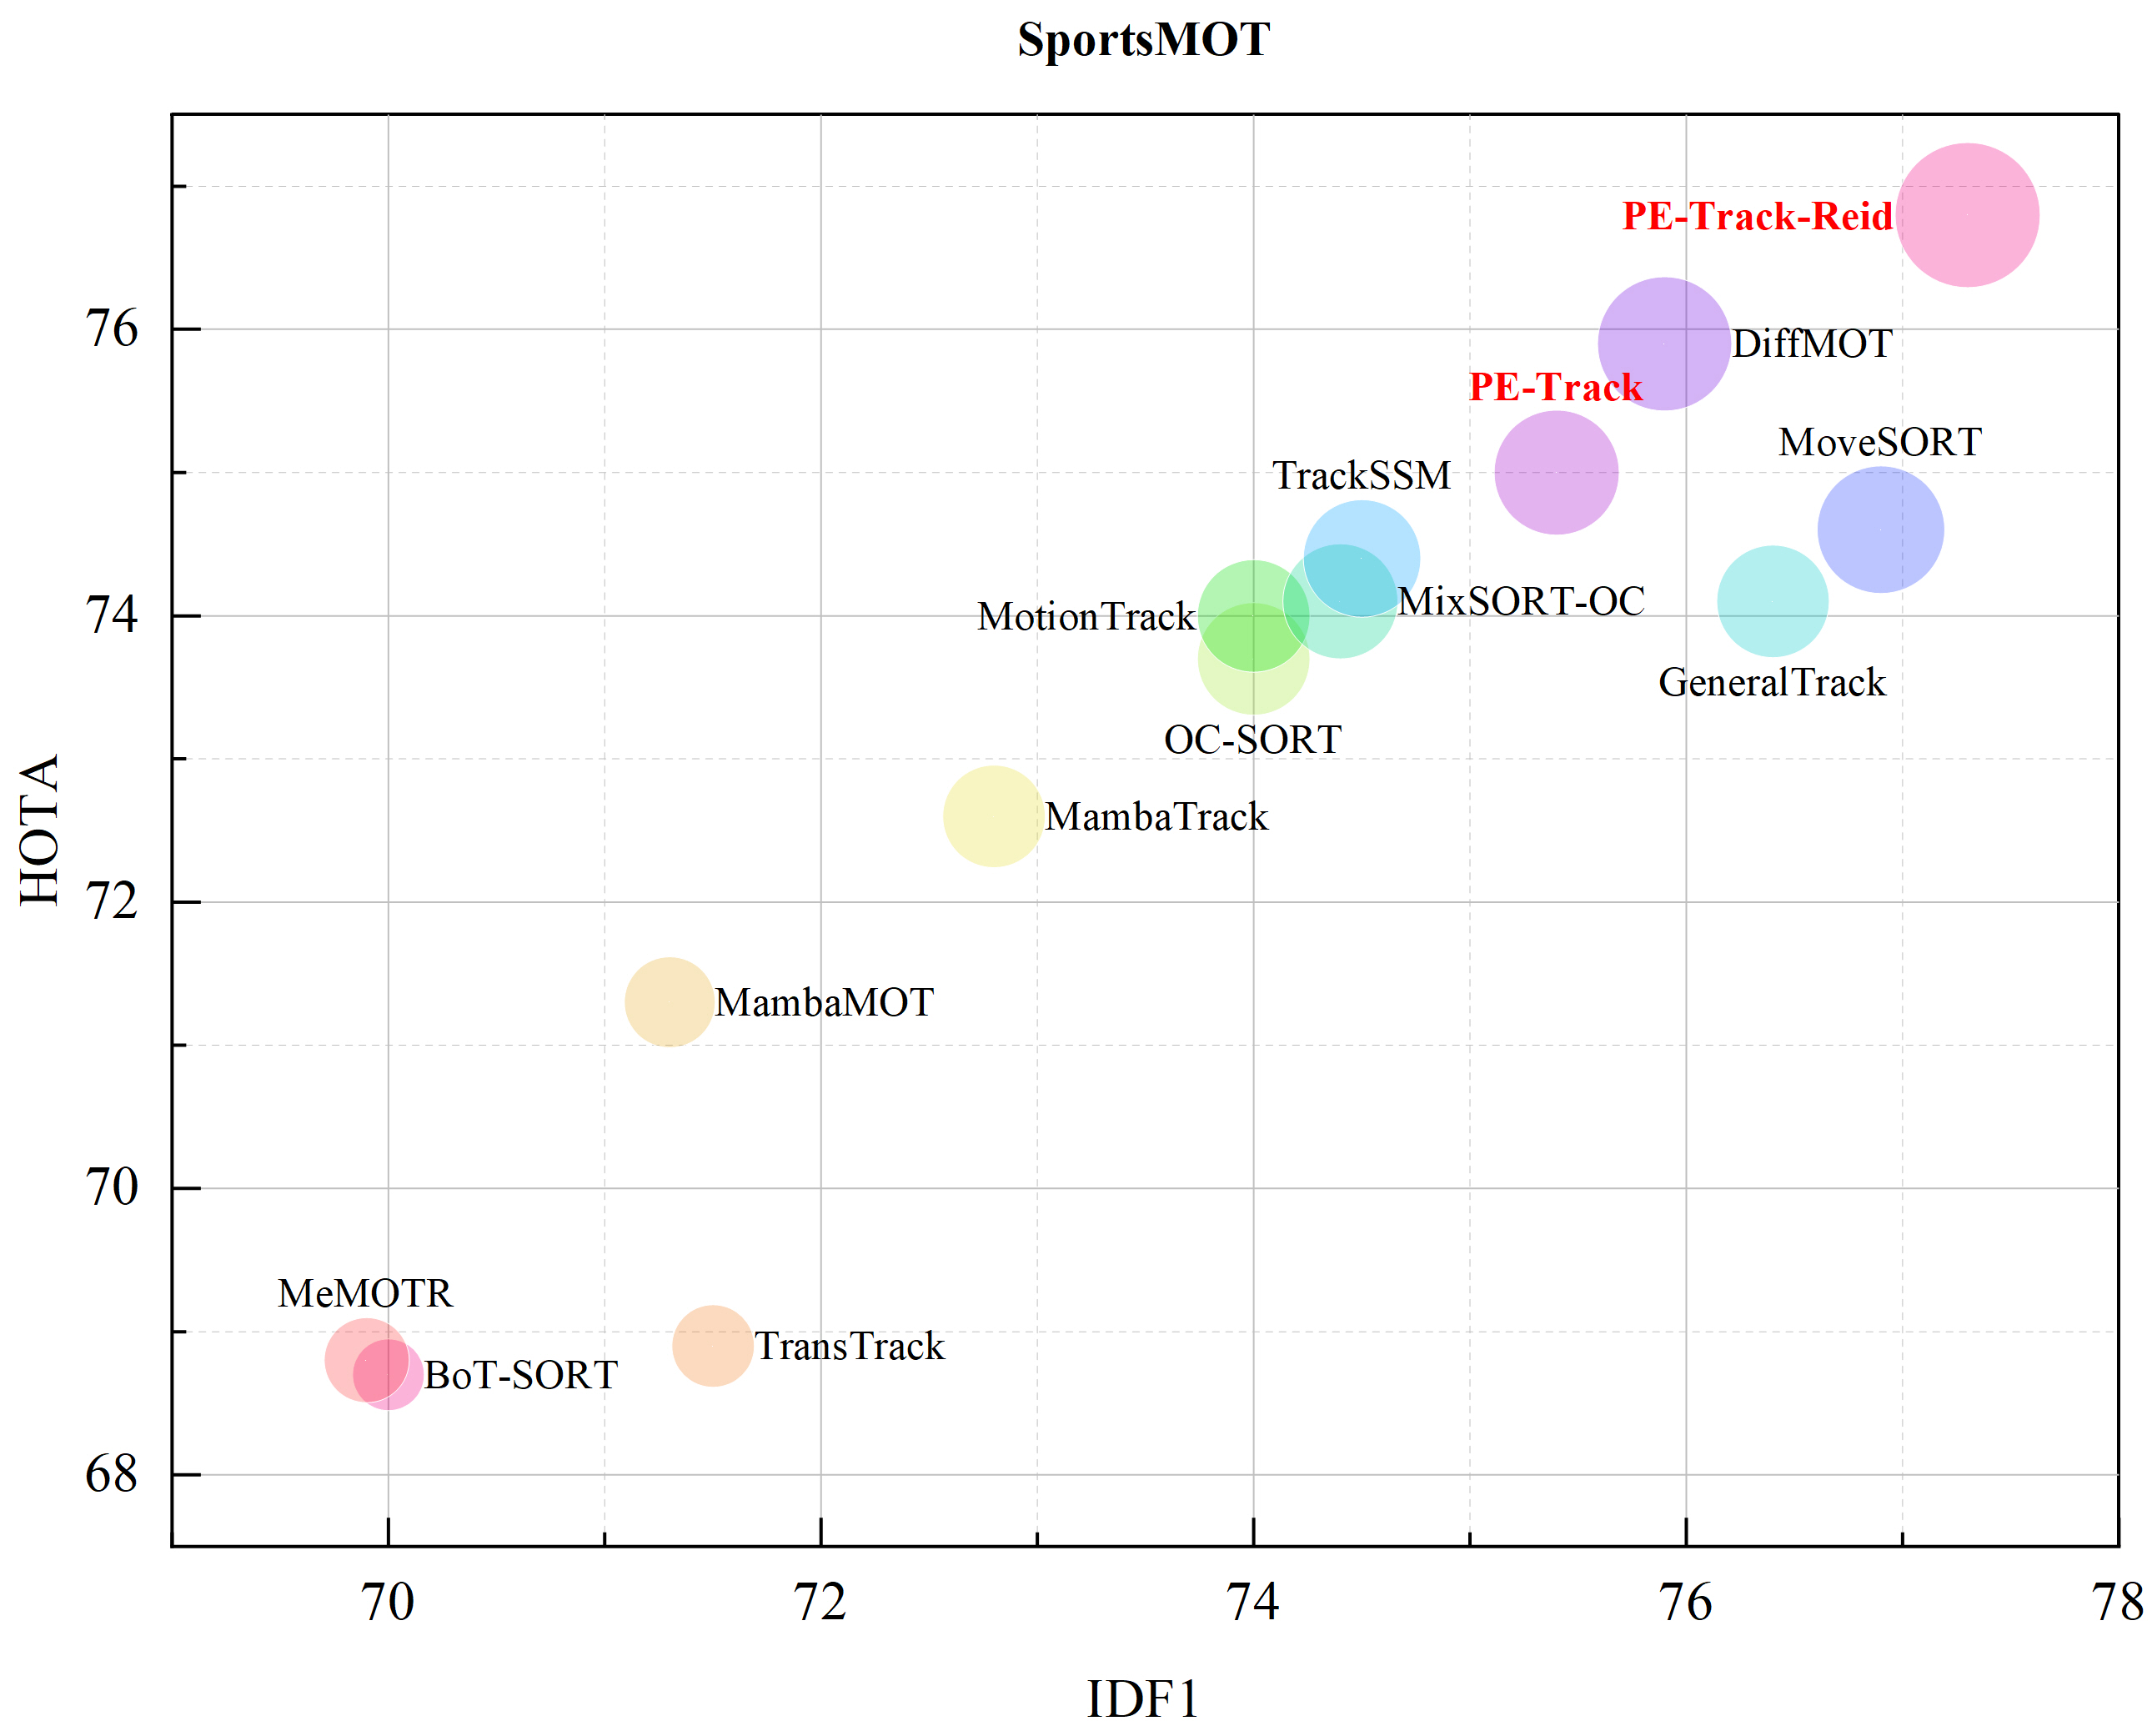 SportsMOT
PE-Track-Reid
76
DiffMOT
PE-Track
MoveSORT
TrackSSM
MixSORT-OC
74
MotionTrack
GeneralTrack
OC-SORT
HOTA
MambaTrack
72
MambaMOT
70
MeMOTR
TransTrack
BoT-SORT
68
70 72 74 76 78
IDF1